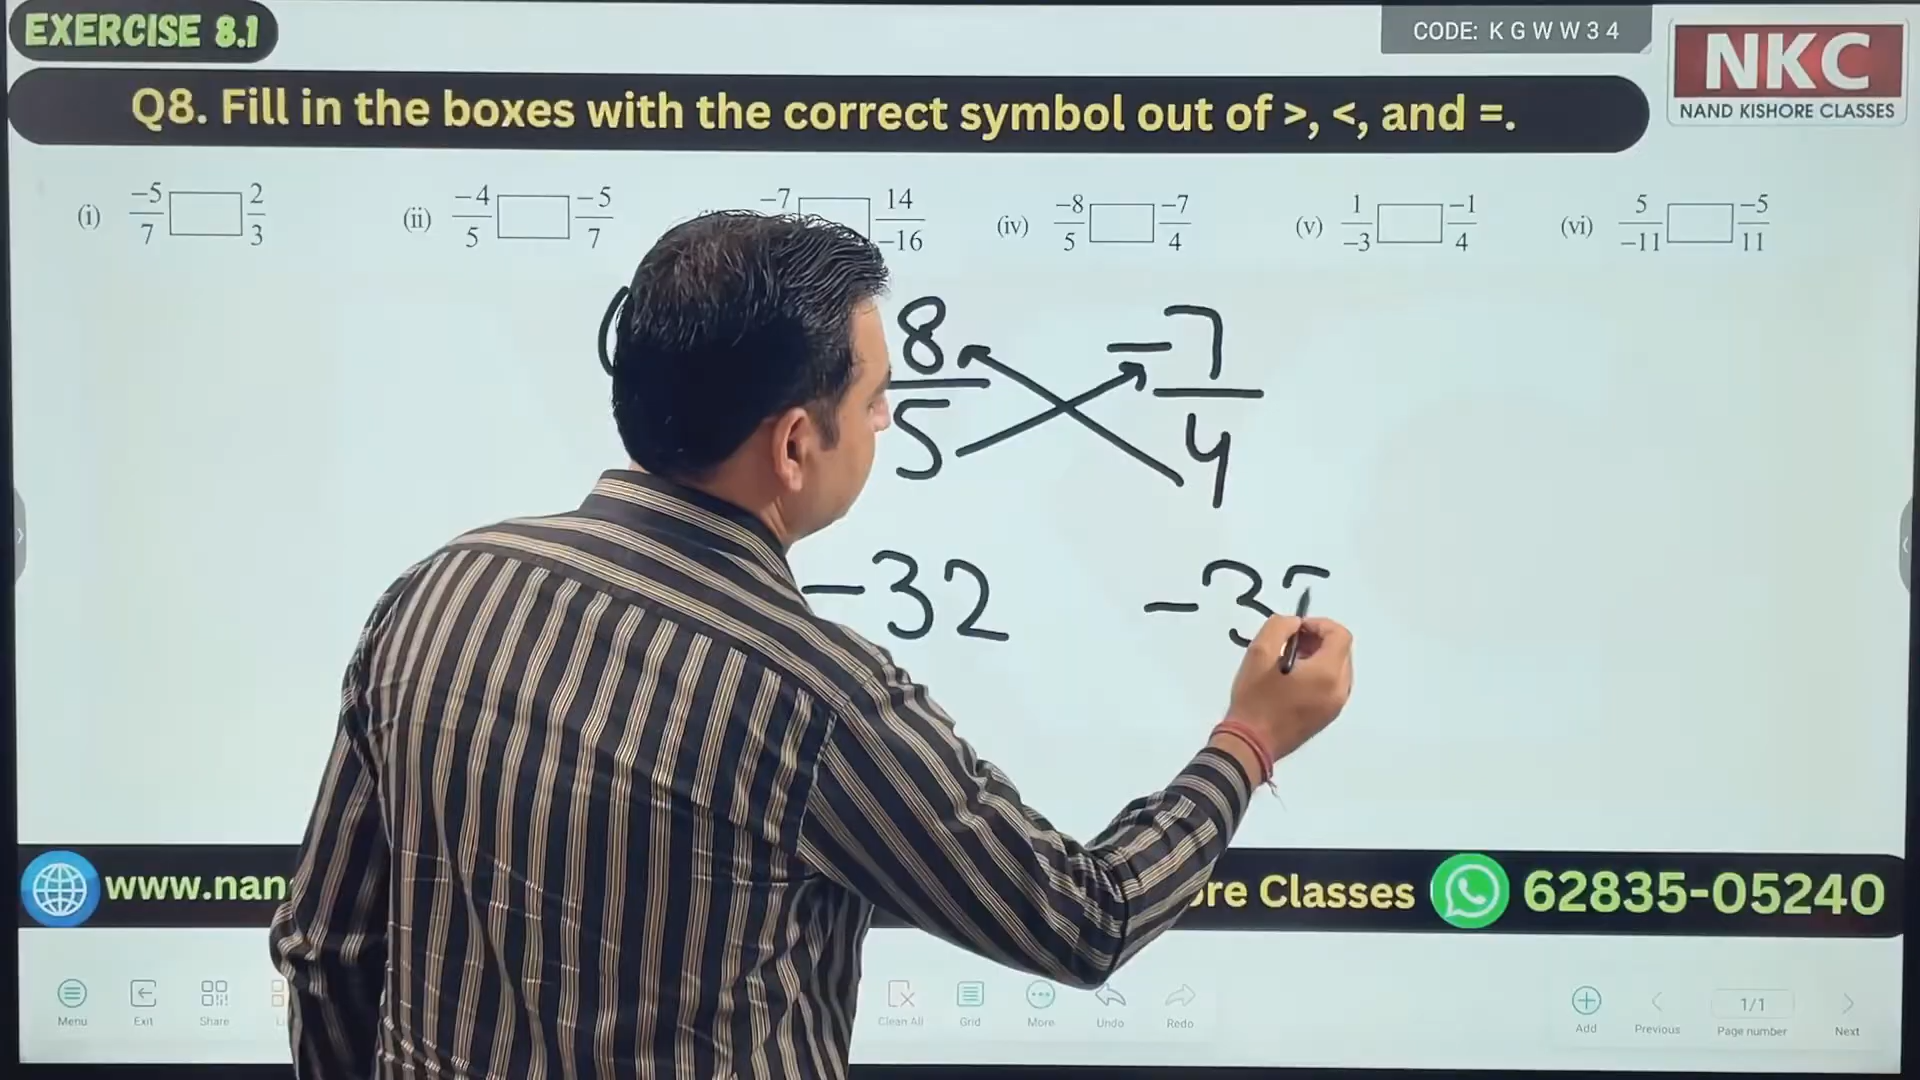 EXERCISE 8.1
CODE: K G W W 3 4
NKC
NAND KISHORE CLASSES
Q8. Fill in the boxes with the correct symbol out of >, <, and =.
(i) -5/7 □ 2/3
(ii) -4/5 □ -5/7
-7 □ 14/-16
(iv) -8/5 □ -7/4
(v) 1/-3 □ -1/4
(vi) 5/-11 □ -5/11
8/5 -7/4
-32 -3
www.nan
Classes
62835-05240
Menu
Exit
Share
Clean All
Grid
More
Undo
Redo
Add
Previous
1/1
Page number
Next